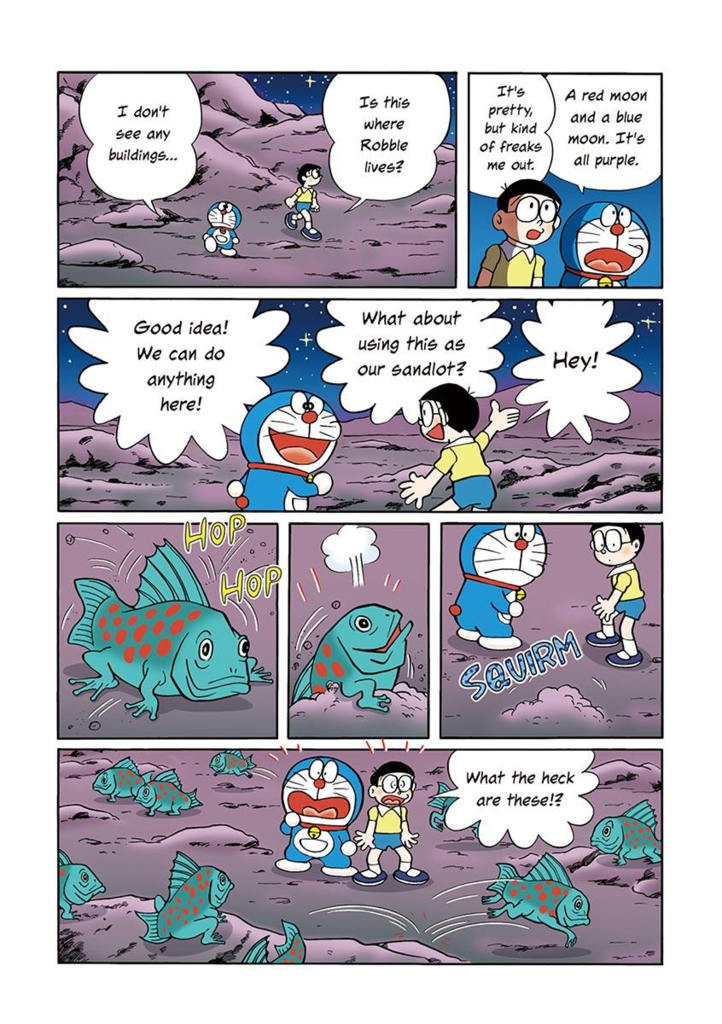 A red moon
and a blue
moon. It's
all purple.
It's
pretty,
but kind
of freaks
me out.
Is this
where
Robble
lives?
I don't
see any
buildings...
Hey!
What about
using this as
our sandlot?
Good idea!
We can do
anything
here!
SQUIRM
HOP
HOP
What the heck
are these!?